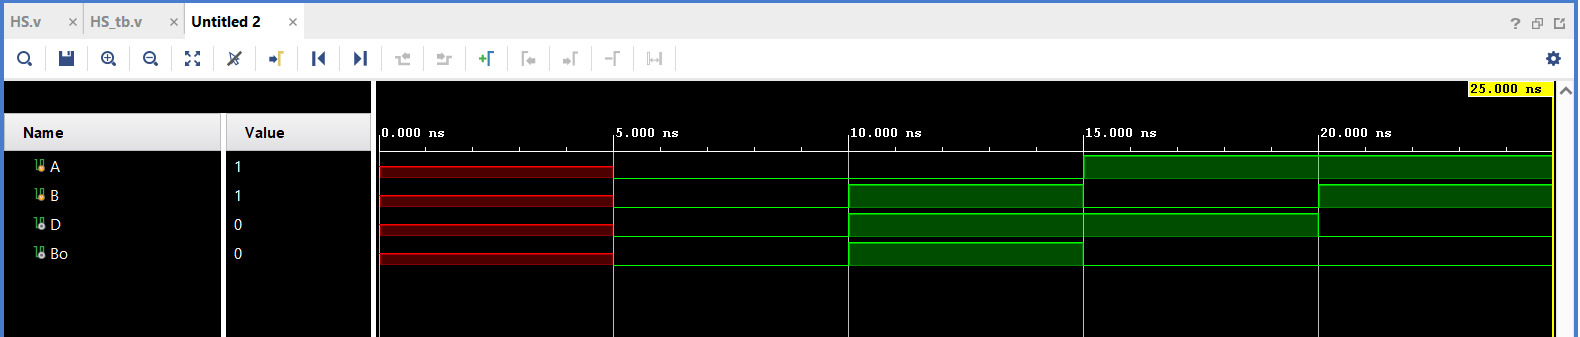 HS.v × HS_tb.v × Untitled 2 ×
?
25.000 ns
Name Value
0.000 ns 5.000 ns 10.000 ns 15.000 ns 20.000 ns
A 1
B 1
D 0
Bo 0